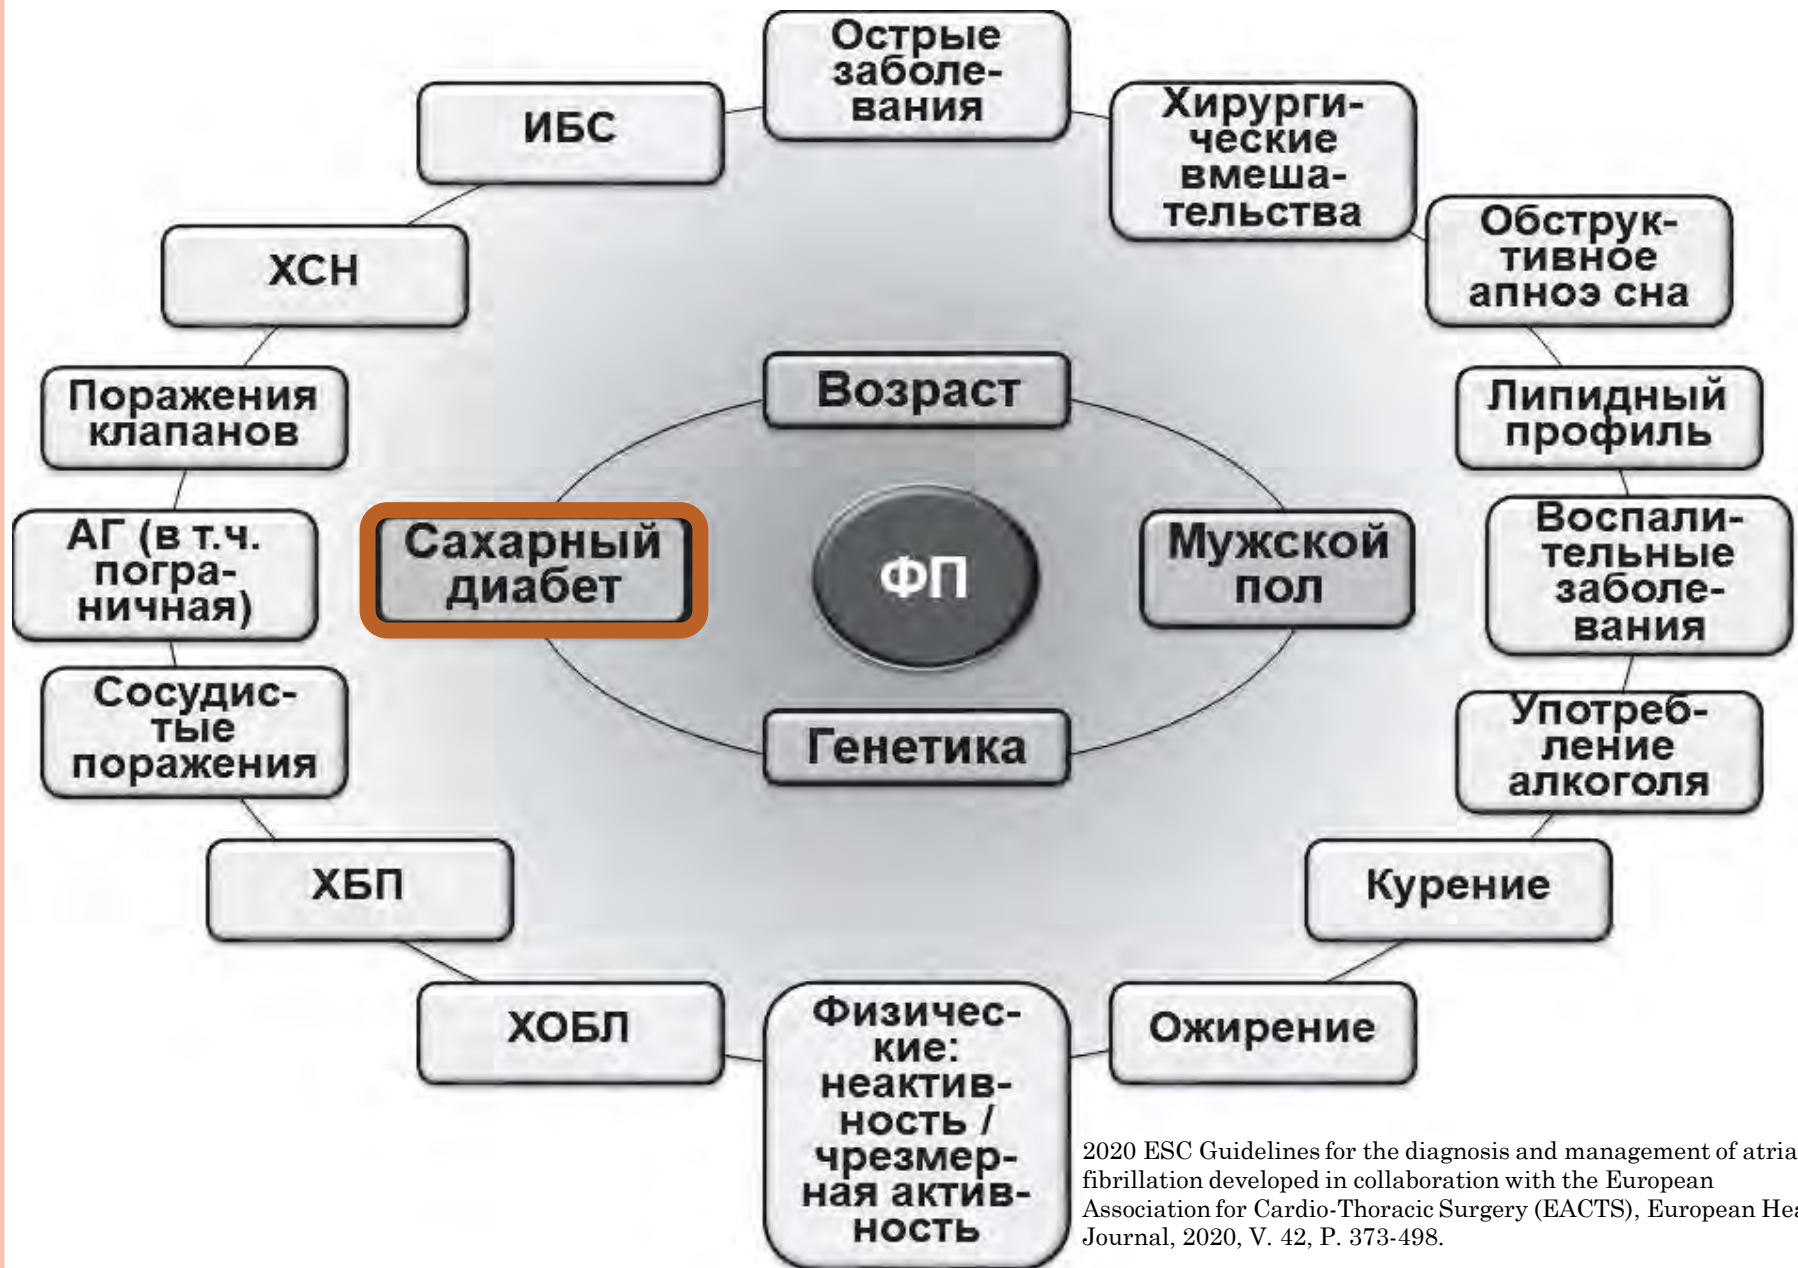 Острые
заболе-
вания
Хирурги-
ческие
вмеша-
тельства
Обструк-
тивное
апноэ сна
Липидный
профиль
Воспали-
тельные
заболе-
вания
Употреб-
ление
алкоголя
Курение
Ожирение
Физичес-
кие:
неактив-
ность /
чрезмер-
ная актив-
ность
ХОБЛ
ХБП
Сосудис-
тые
поражения
АГ (в т.ч.
погра-
ничная)
Поражения
клапанов
ХСН
ИБС
Возраст
Мужской
пол
Генетика
Сахарный
диабет
ФП
2020 ESC Guidelines for the diagnosis and management of atria
fibrillation developed in collaboration with the European
Association for Cardio-Thoracic Surgery (EACTS), European Hea
Journal, 2020, V. 42, P. 373-498.